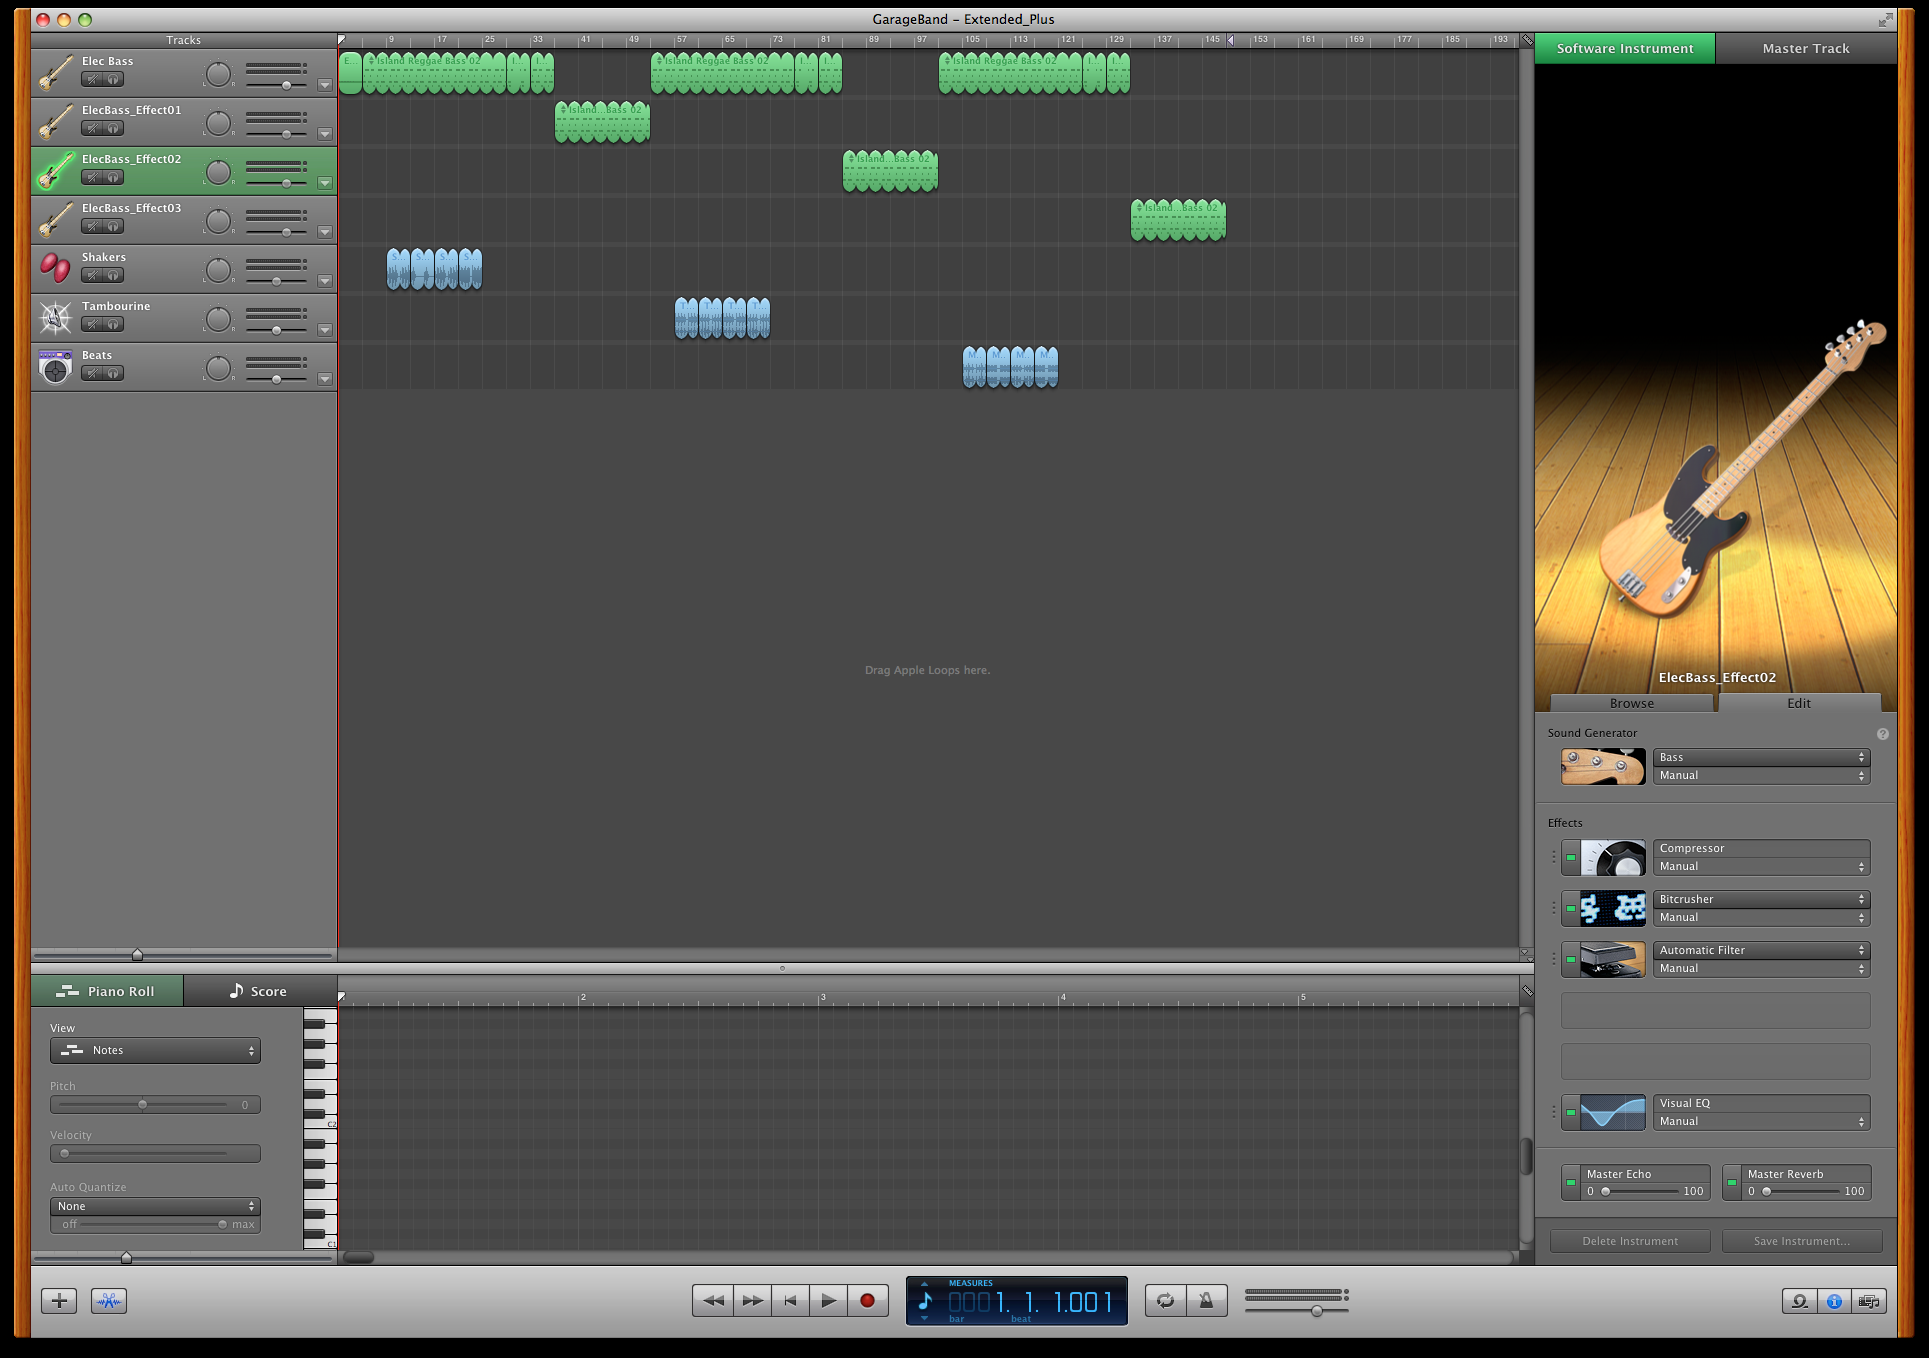 GarageBand – Extended_Plus
Tracks
9 17 25 33 41 49 57 65 73 81 89 97 105 113 121 129 137 145 153 161 169 177 185 193
Software Instrument
Master Track
Elec Bass
E... Island Reggae Bass 02 I... I... Island Reggae Bass 02 I... I... Island Reggae Bass 02 I... I...
ElecBass_Effect01
L R
Island...Bass 02
ElecBass_Effect02
L R
Island...Bass 02
ElecBass_Effect03
L R
Island...Bass 02
Shakers
L R
S... S... S... S...
Tambourine
L R
T... T... T... T...
Beats
L R
M... M... M... M...
Drag Apple Loops here.
ElecBass_Effect02
Browse
Edit
Sound Generator
?
Bass
Manual
Effects
Compressor
Manual
Bitcrusher
Manual
Automatic Filter
Manual
Visual EQ
Manual
Master Echo
0 100
Master Reverb
0 100
Delete Instrument
Save Instrument...
Piano Roll
Score
2 3 4 5
View
Notes
Pitch
0
Velocity
Auto Quantize
None
off max
C2
C1
MEASURES
0001. 1. 1.001
bar beat